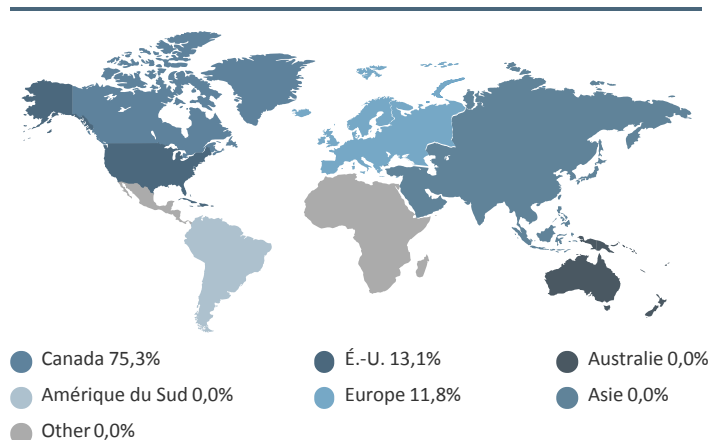 Canada 75,3%
É.-U. 13,1%
Australie 0,0%
Amérique du Sud 0,0%
Europe 11,8%
Asie 0,0%
Other 0,0%